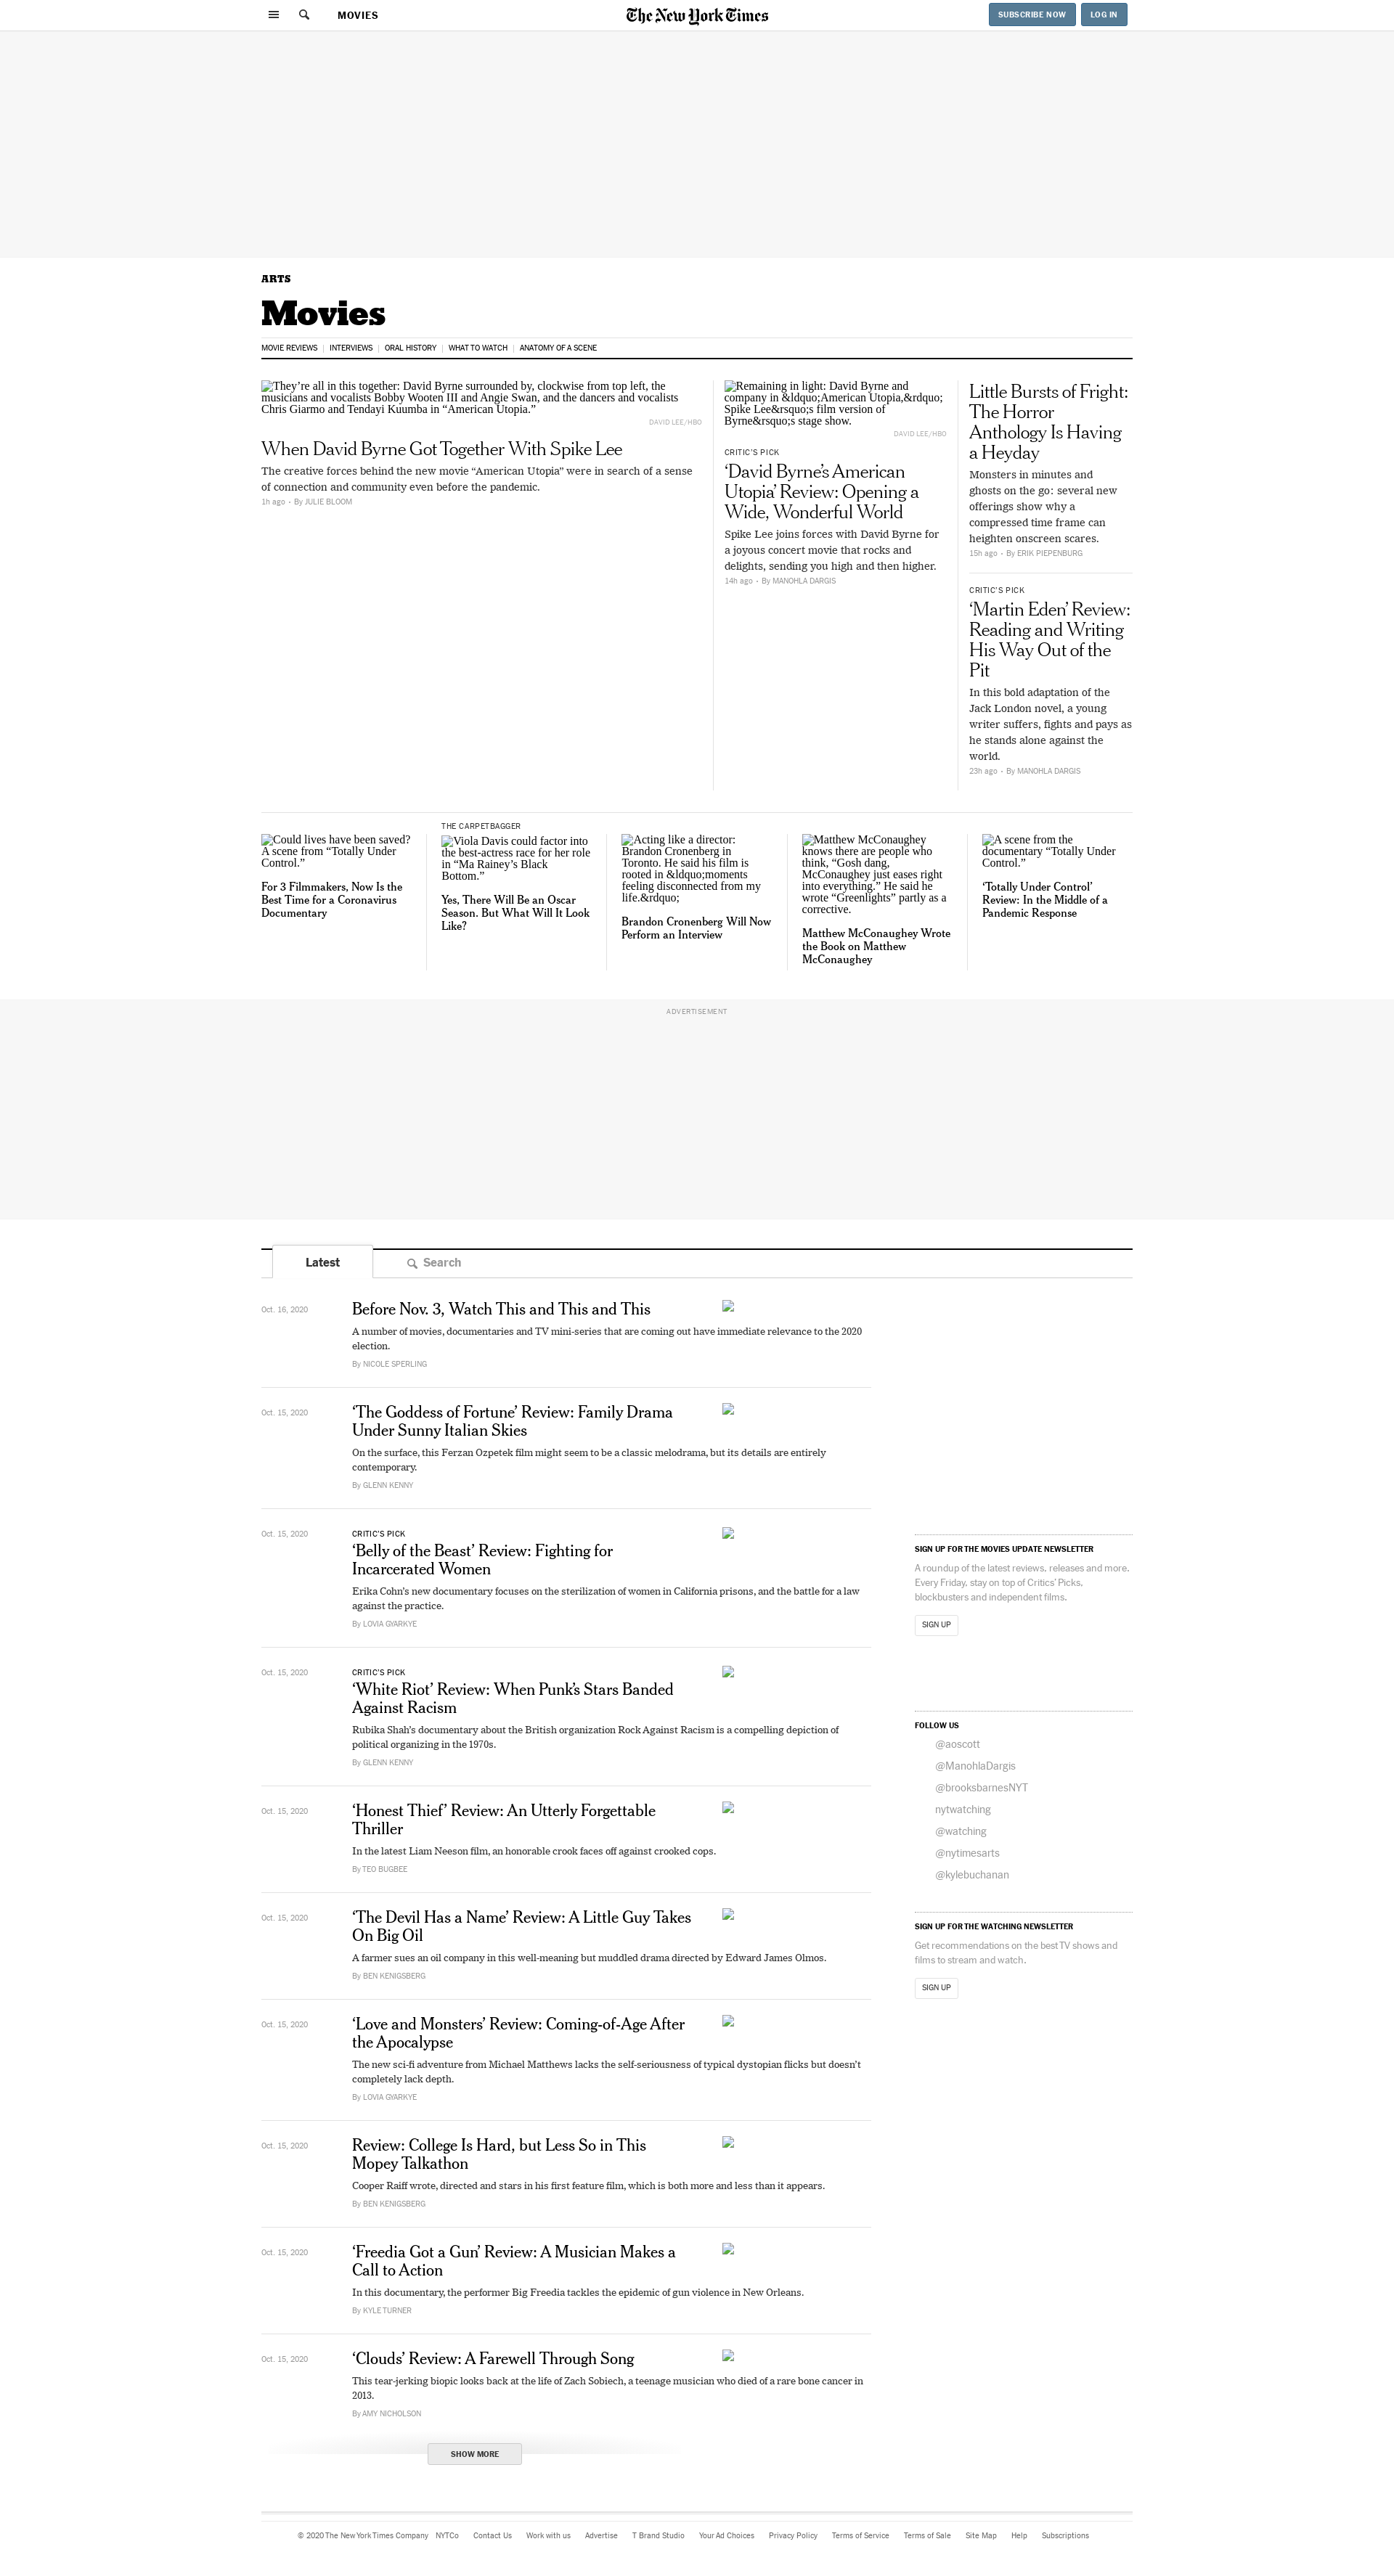 MOVIES
The New York Times
SUBSCRIBE NOW
LOG IN
ARTS
Movies
MOVIE REVIEWS
INTERVIEWS
ORAL HISTORY
WHAT TO WATCH
ANATOMY OF A SCENE
They’re all in this together: David Byrne surrounded by, clockwise from top left, the
musicians and vocalists Bobby Wooten III and Angie Swan, and the dancers and vocalists
Chris Giarmo and Tendayi Kuumba in “American Utopia.”
DAVID LEE/HBO
When David Byrne Got Together With Spike Lee
The creative forces behind the new movie “American Utopia” were in search of a sense
of connection and community even before the pandemic.
1h ago • By JULIE BLOOM
Remaining in light: David Byrne and
company in &ldquo;American Utopia,&rdquo;
Spike Lee&rsquo;s film version of
Byrne&rsquo;s stage show.
DAVID LEE/HBO
CRITIC’S PICK
‘David Byrne’s American
Utopia’ Review: Opening a
Wide, Wonderful World
Spike Lee joins forces with David Byrne for
a joyous concert movie that rocks and
delights, sending you high and then higher.
14h ago • By MANOHLA DARGIS
Little Bursts of Fright:
The Horror
Anthology Is Having
a Heyday
Monsters in minutes and
ghosts on the go: several new
offerings show why a
compressed time frame can
heighten onscreen scares.
15h ago • By ERIK PIEPENBURG
CRITIC’S PICK
‘Martin Eden’ Review:
Reading and Writing
His Way Out of the
Pit
In this bold adaptation of the
Jack London novel, a young
writer suffers, fights and pays as
he stands alone against the
world.
23h ago • By MANOHLA DARGIS
Could lives have been saved?
A scene from “Totally Under
Control.”
For 3 Filmmakers, Now Is the
Best Time for a Coronavirus
Documentary
THE CARPETBAGGER
Viola Davis could factor into
the best-actress race for her role
in “Ma Rainey’s Black
Bottom.”
Yes, There Will Be an Oscar
Season. But What Will It Look
Like?
Acting like a director:
Brandon Cronenberg in
Toronto. He said his film is
rooted in &ldquo;moments
feeling disconnected from my
life.&rdquo;
Brandon Cronenberg Will Now
Perform an Interview
Matthew McConaughey
knows there are people who
think, “Gosh dang,
McConaughey just eases right
into everything.” He said he
wrote “Greenlights” partly as a
corrective.
Matthew McConaughey Wrote
the Book on Matthew
McConaughey
A scene from the
documentary “Totally Under
Control.”
‘Totally Under Control’
Review: In the Middle of a
Pandemic Response
ADVERTISEMENT
Latest
Search
Oct. 16, 2020
Before Nov. 3, Watch This and This and This
A number of movies, documentaries and TV mini-series that are coming out have immediate relevance to the 2020
election.
By NICOLE SPERLING
Oct. 15, 2020
‘The Goddess of Fortune’ Review: Family Drama
Under Sunny Italian Skies
On the surface, this Ferzan Ozpetek film might seem to be a classic melodrama, but its details are entirely
contemporary.
By GLENN KENNY
Oct. 15, 2020
CRITIC’S PICK
‘Belly of the Beast’ Review: Fighting for
Incarcerated Women
Erika Cohn’s new documentary focuses on the sterilization of women in California prisons, and the battle for a law
against the practice.
By LOVIA GYARKYE
Oct. 15, 2020
CRITIC’S PICK
‘White Riot’ Review: When Punk’s Stars Banded
Against Racism
Rubika Shah’s documentary about the British organization Rock Against Racism is a compelling depiction of
political organizing in the 1970s.
By GLENN KENNY
Oct. 15, 2020
‘Honest Thief’ Review: An Utterly Forgettable
Thriller
In the latest Liam Neeson film, an honorable crook faces off against crooked cops.
By TEO BUGBEE
Oct. 15, 2020
‘The Devil Has a Name’ Review: A Little Guy Takes
On Big Oil
A farmer sues an oil company in this well-meaning but muddled drama directed by Edward James Olmos.
By BEN KENIGSBERG
Oct. 15, 2020
‘Love and Monsters’ Review: Coming-of-Age After
the Apocalypse
The new sci-fi adventure from Michael Matthews lacks the self-seriousness of typical dystopian flicks but doesn’t
completely lack depth.
By LOVIA GYARKYE
Oct. 15, 2020
Review: College Is Hard, but Less So in This
Mopey Talkathon
Cooper Raiff wrote, directed and stars in his first feature film, which is both more and less than it appears.
By BEN KENIGSBERG
Oct. 15, 2020
‘Freedia Got a Gun’ Review: A Musician Makes a
Call to Action
In this documentary, the performer Big Freedia tackles the epidemic of gun violence in New Orleans.
By KYLE TURNER
Oct. 15, 2020
‘Clouds’ Review: A Farewell Through Song
This tear-jerking biopic looks back at the life of Zach Sobiech, a teenage musician who died of a rare bone cancer in
2013.
By AMY NICHOLSON
SHOW MORE
SIGN UP FOR THE MOVIES UPDATE NEWSLETTER
A roundup of the latest reviews, releases and more.
Every Friday, stay on top of Critics’ Picks,
blockbusters and independent films.
SIGN UP
FOLLOW US
@aoscott
@ManohlaDargis
@brooksbarnesNYT
nytwatching
@watching
@nytimesarts
@kylebuchanan
SIGN UP FOR THE WATCHING NEWSLETTER
Get recommendations on the best TV shows and
films to stream and watch.
SIGN UP
© 2020 The New York Times Company
NYTCo
Contact Us
Work with us
Advertise
T Brand Studio
Your Ad Choices
Privacy Policy
Terms of Service
Terms of Sale
Site Map
Help
Subscriptions